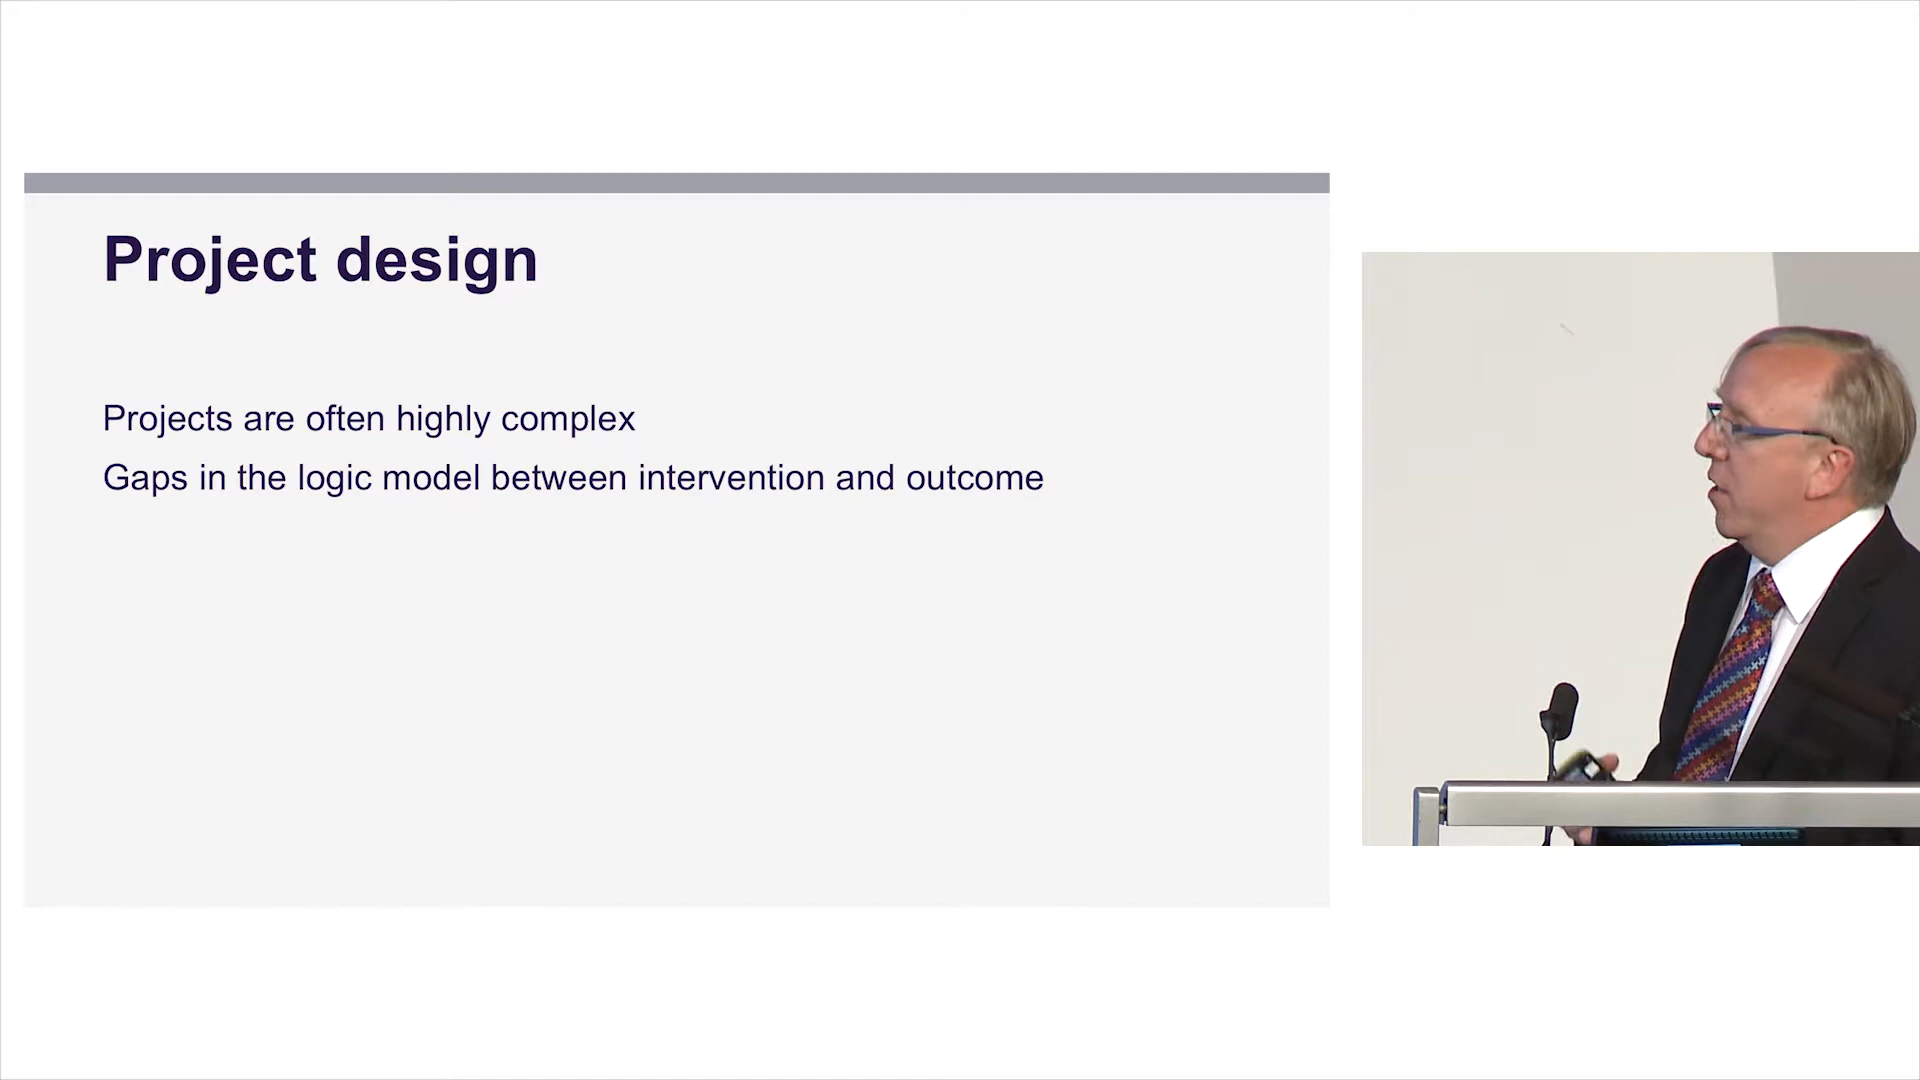 Project design
Projects are often highly complex
Gaps in the logic model between intervention and outcome